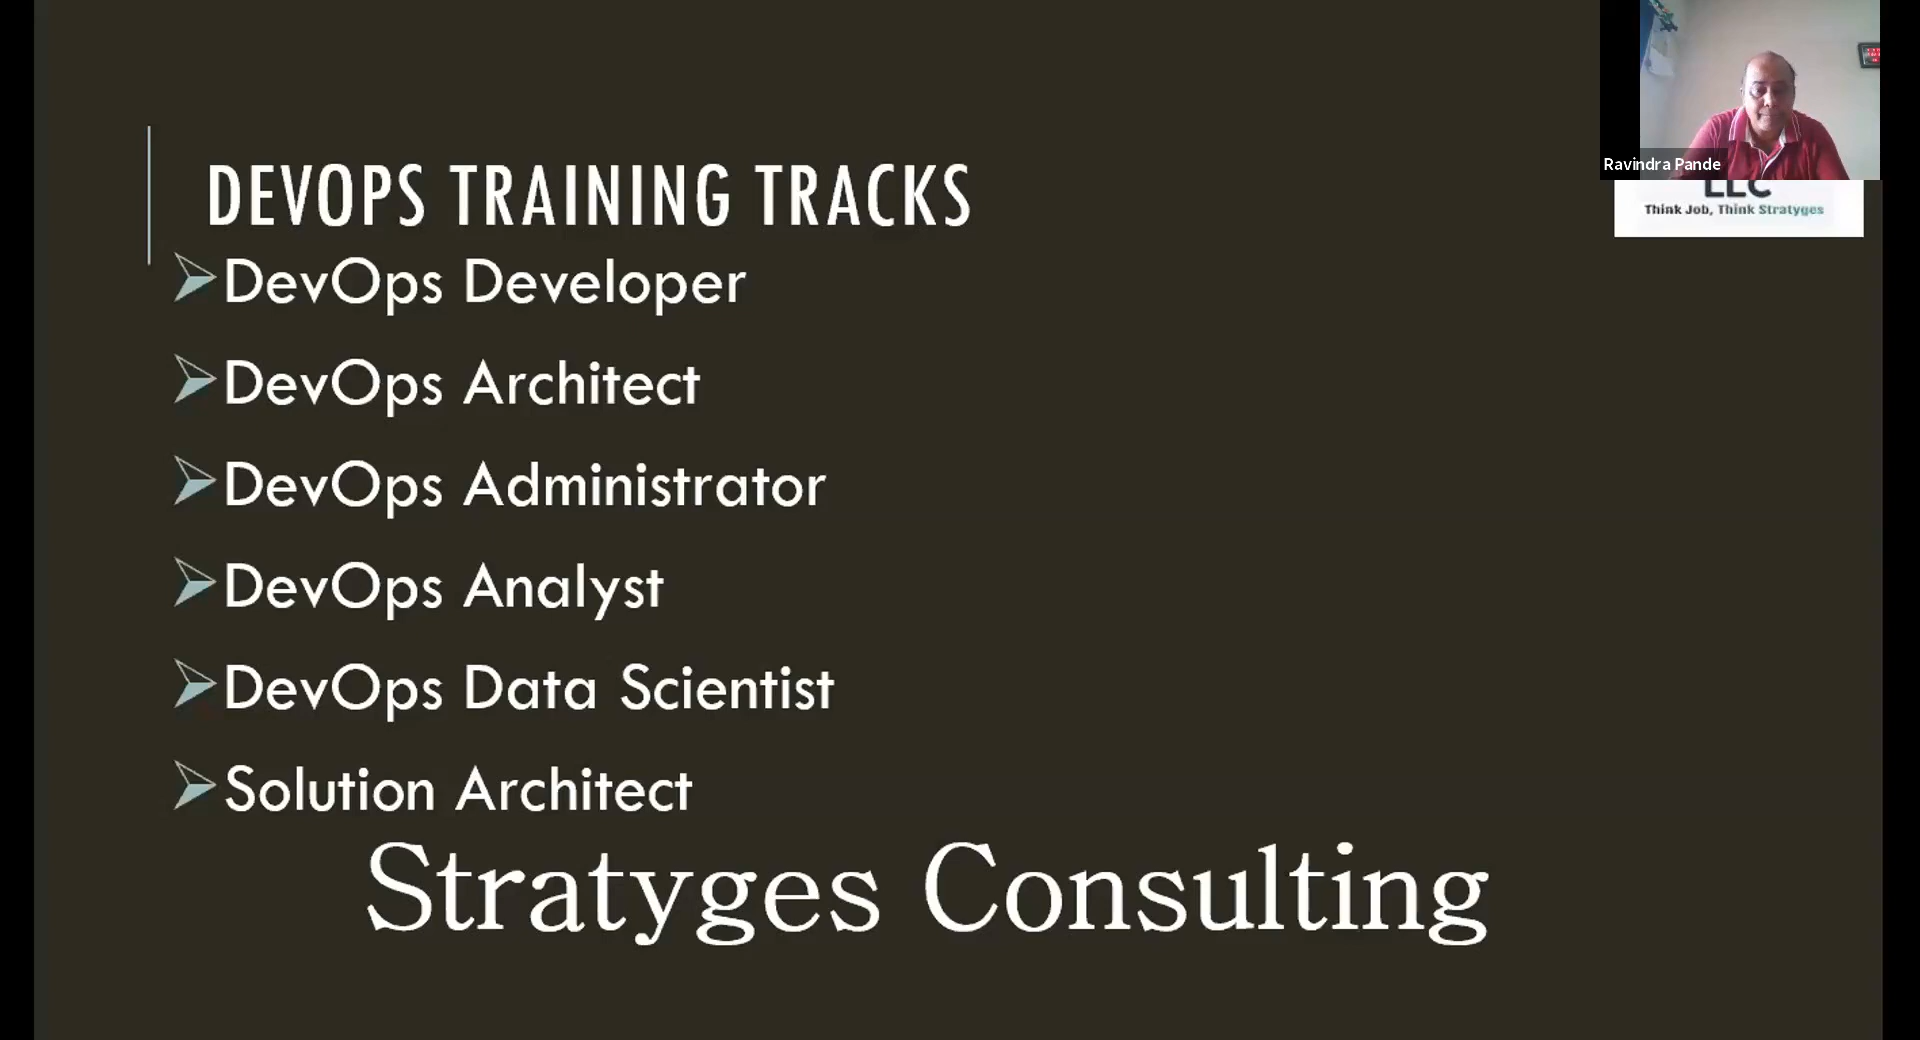 DEVOPS TRAINING TRACKS
DevOps Developer
DevOps Architect
DevOps Administrator
DevOps Analyst
DevOps Data Scientist
Solution Architect
Stratyges Consulting
Ravindra Pande
LLC
Think Job, Think Stratyges